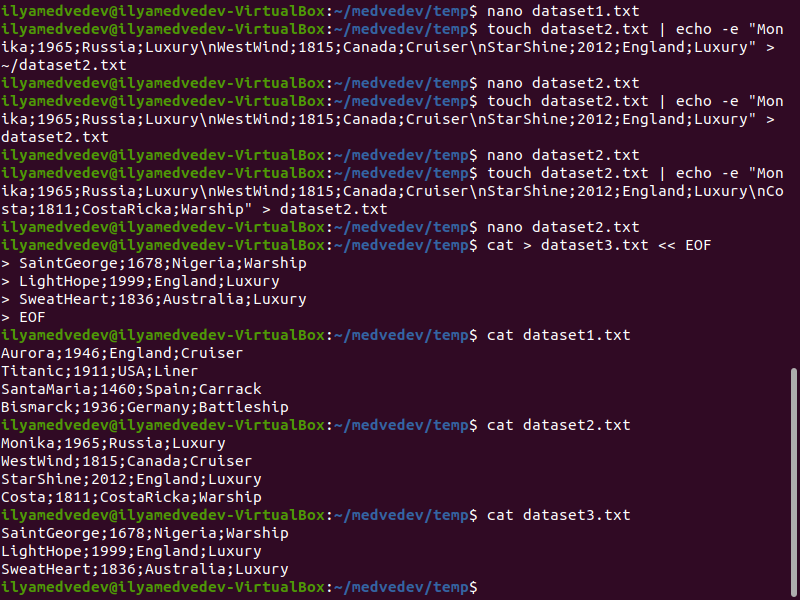 ilyamedvedev@ilyamedvedev-VirtualBox:~/medvedev/temp$ nano dataset1.txt
ilyamedvedev@ilyamedvedev-VirtualBox:~/medvedev/temp$ touch dataset2.txt | echo -e "Mon
ika;1965;Russia;Luxury\nWestWind;1815;Canada;Cruiser\nStarShine;2012;England;Luxury" >
~/dataset2.txt
ilyamedvedev@ilyamedvedev-VirtualBox:~/medvedev/temp$ nano dataset2.txt
ilyamedvedev@ilyamedvedev-VirtualBox:~/medvedev/temp$ touch dataset2.txt | echo -e "Mon
ika;1965;Russia;Luxury\nWestWind;1815;Canada;Cruiser\nStarShine;2012;England;Luxury" >
dataset2.txt
ilyamedvedev@ilyamedvedev-VirtualBox:~/medvedev/temp$ nano dataset2.txt
ilyamedvedev@ilyamedvedev-VirtualBox:~/medvedev/temp$ touch dataset2.txt | echo -e "Mon
ika;1965;Russia;Luxury\nWestWind;1815;Canada;Cruiser\nStarShine;2012;England;Luxury\nCo
sta;1811;CostaRicka;Warship" > dataset2.txt
ilyamedvedev@ilyamedvedev-VirtualBox:~/medvedev/temp$ nano dataset2.txt
ilyamedvedev@ilyamedvedev-VirtualBox:~/medvedev/temp$ cat > dataset3.txt << EOF
> SaintGeorge;1678;Nigeria;Warship
> LightHope;1999;England;Luxury
> SweatHeart;1836;Australia;Luxury
> EOF
ilyamedvedev@ilyamedvedev-VirtualBox:~/medvedev/temp$ cat dataset1.txt
Aurora;1946;England;Cruiser
Titanic;1911;USA;Liner
SantaMaria;1460;Spain;Carrack
Bismarck;1936;Germany;Battleship
ilyamedvedev@ilyamedvedev-VirtualBox:~/medvedev/temp$ cat dataset2.txt
Monika;1965;Russia;Luxury
WestWind;1815;Canada;Cruiser
StarShine;2012;England;Luxury
Costa;1811;CostaRicka;Warship
ilyamedvedev@ilyamedvedev-VirtualBox:~/medvedev/temp$ cat dataset3.txt
SaintGeorge;1678;Nigeria;Warship
LightHope;1999;England;Luxury
SweatHeart;1836;Australia;Luxury
ilyamedvedev@ilyamedvedev-VirtualBox:~/medvedev/temp$